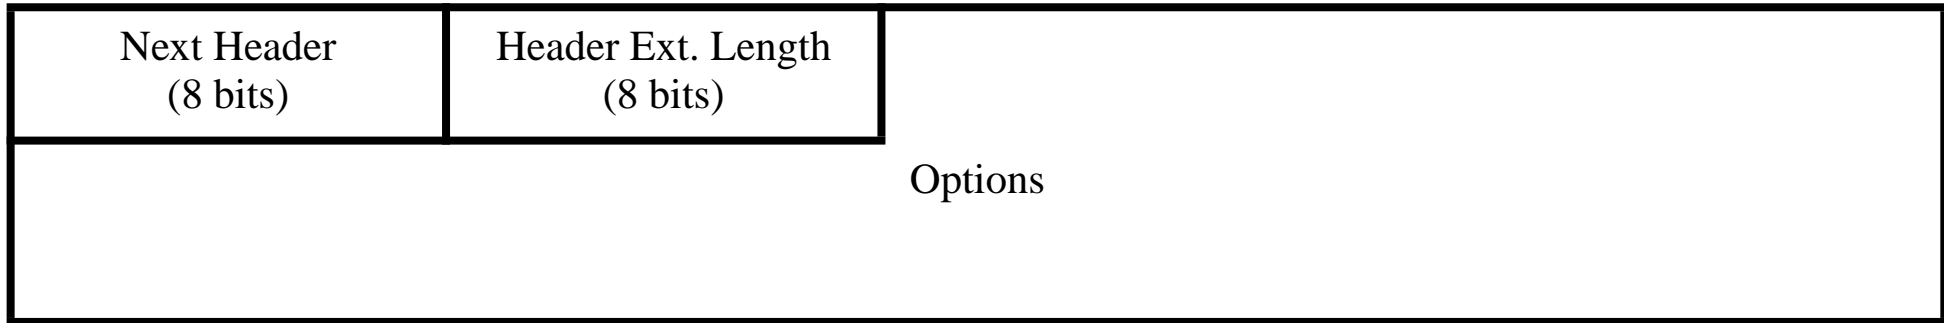 Next Header
(8 bits)
Header Ext. Length
(8 bits)
Options